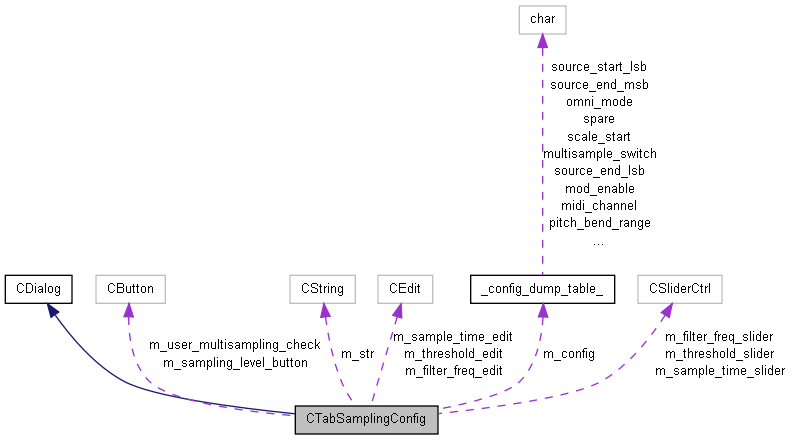 char
source_start_lsb
source_end_msb
omni_mode
spare
scale_start
multisample_switch
source_end_lsb
mod_enable
midi_channel
pitch_bend_range
...
CDialog
CButton
CString
CEdit
_config_dump_table_
CSliderCtrl
m_user_multisampling_check
m_sampling_level_button
m_str
m_sample_time_edit
m_threshold_edit
m_filter_freq_edit
m_config
m_filter_freq_slider
m_threshold_slider
m_sample_time_slider
CTabSamplingConfig